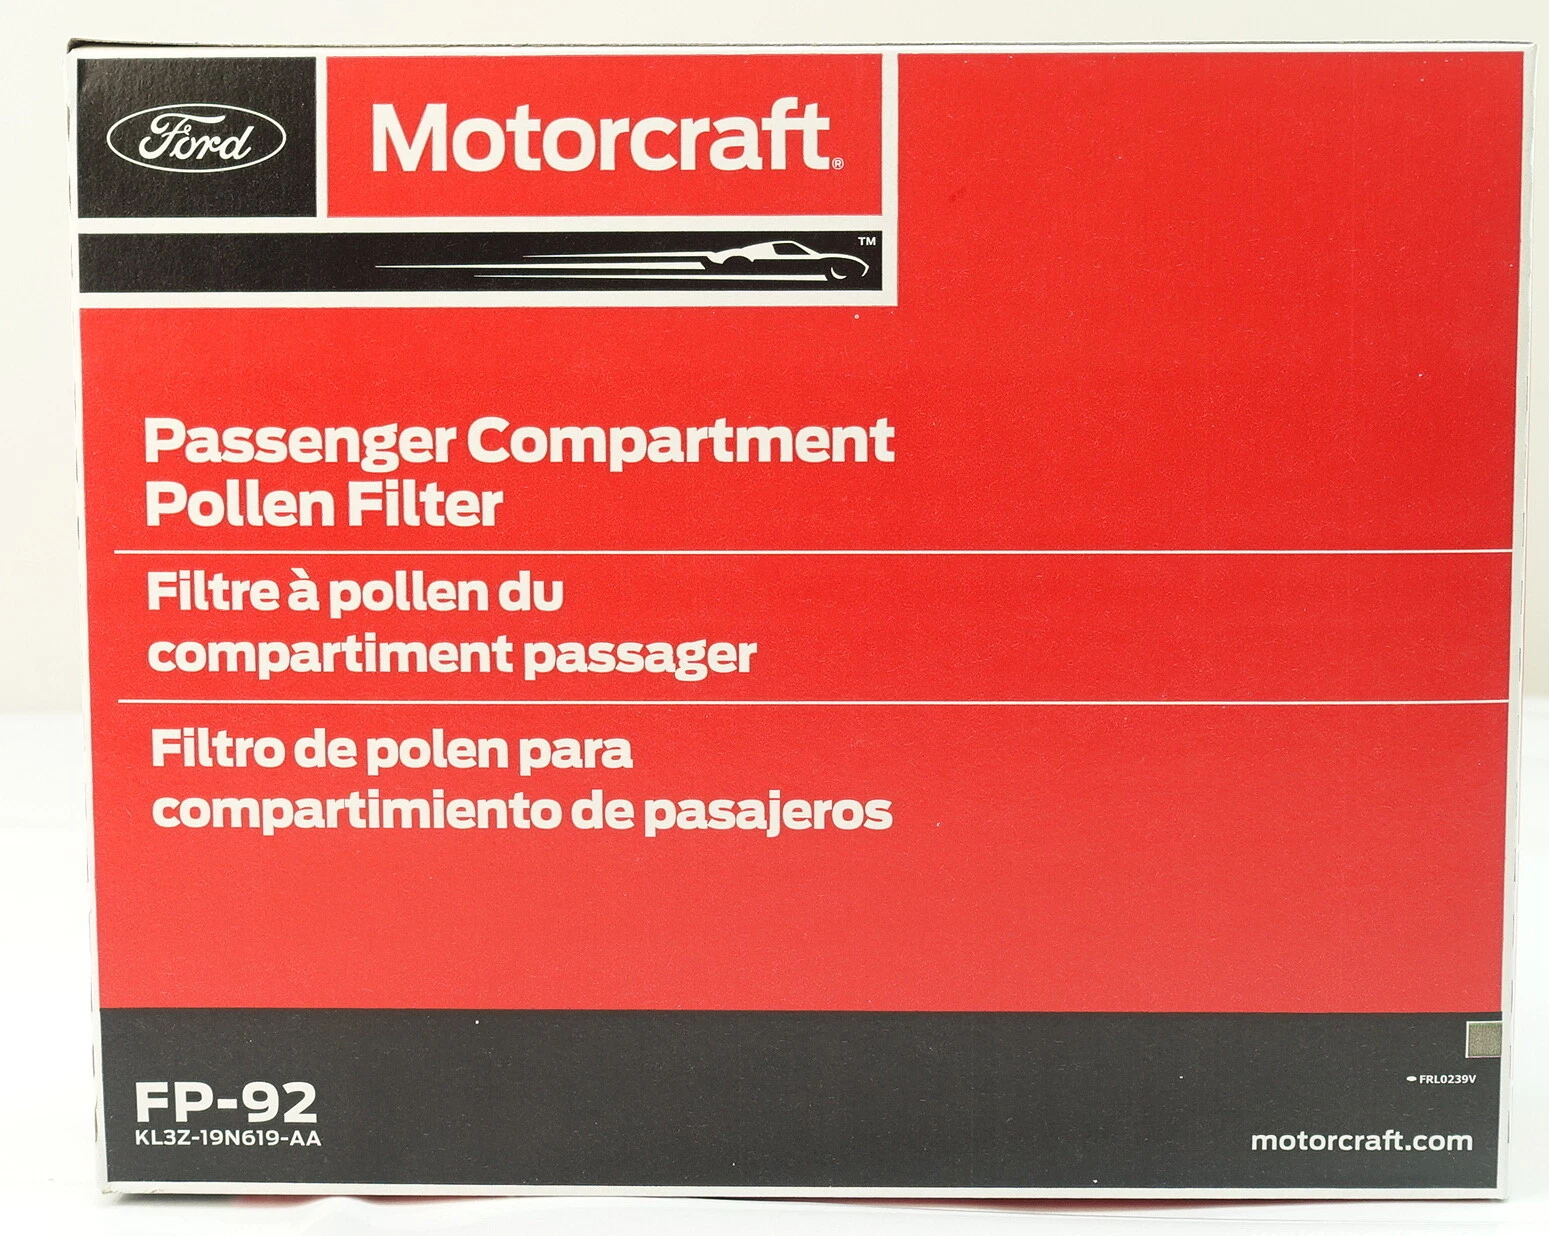 Ford
Motorcraft®
TM
Passenger Compartment
Pollen Filter
Filtre à pollen du
compartiment passager
Filtro de polen para
compartimiento de pasajeros
FRL0239V
FP-92
KL3Z-19N619-AA
motorcraft.com